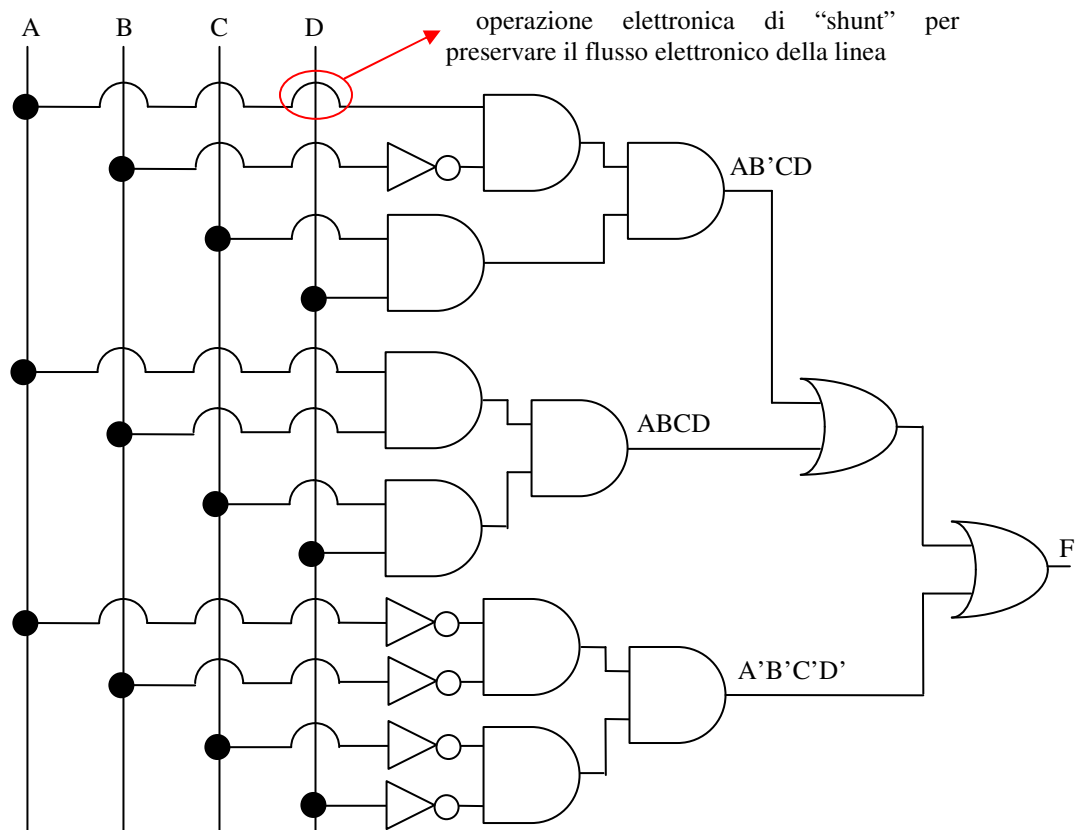 operazione elettronica di “shunt” per
preservare il flusso elettronico della linea
A B C D
AB’CD
ABCD
F
A’B’C’D’